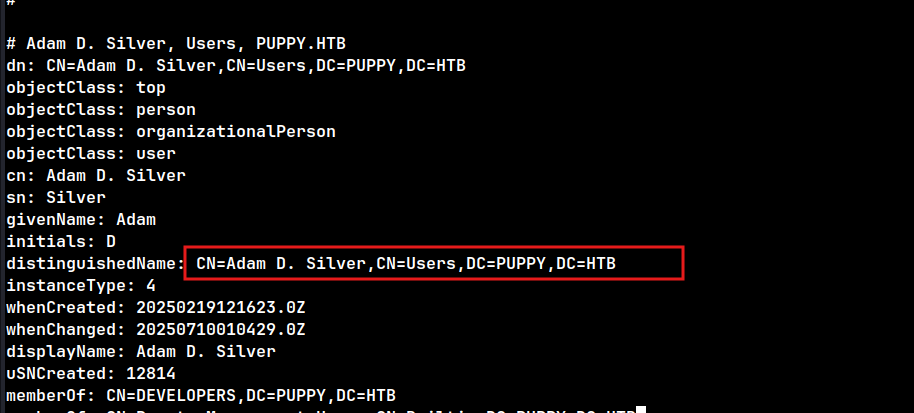 #
# Adam D. Silver, Users, PUPPY.HTB
dn: CN=Adam D. Silver,CN=Users,DC=PUPPY,DC=HTB
objectClass: top
objectClass: person
objectClass: organizationalPerson
objectClass: user
cn: Adam D. Silver
sn: Silver
givenName: Adam
initials: D
distinguishedName: CN=Adam D. Silver,CN=Users,DC=PUPPY,DC=HTB
instanceType: 4
whenCreated: 20250219121623.0Z
whenChanged: 20250710010429.0Z
displayName: Adam D. Silver
uSNCreated: 12814
memberOf: CN=DEVELOPERS,DC=PUPPY,DC=HTB